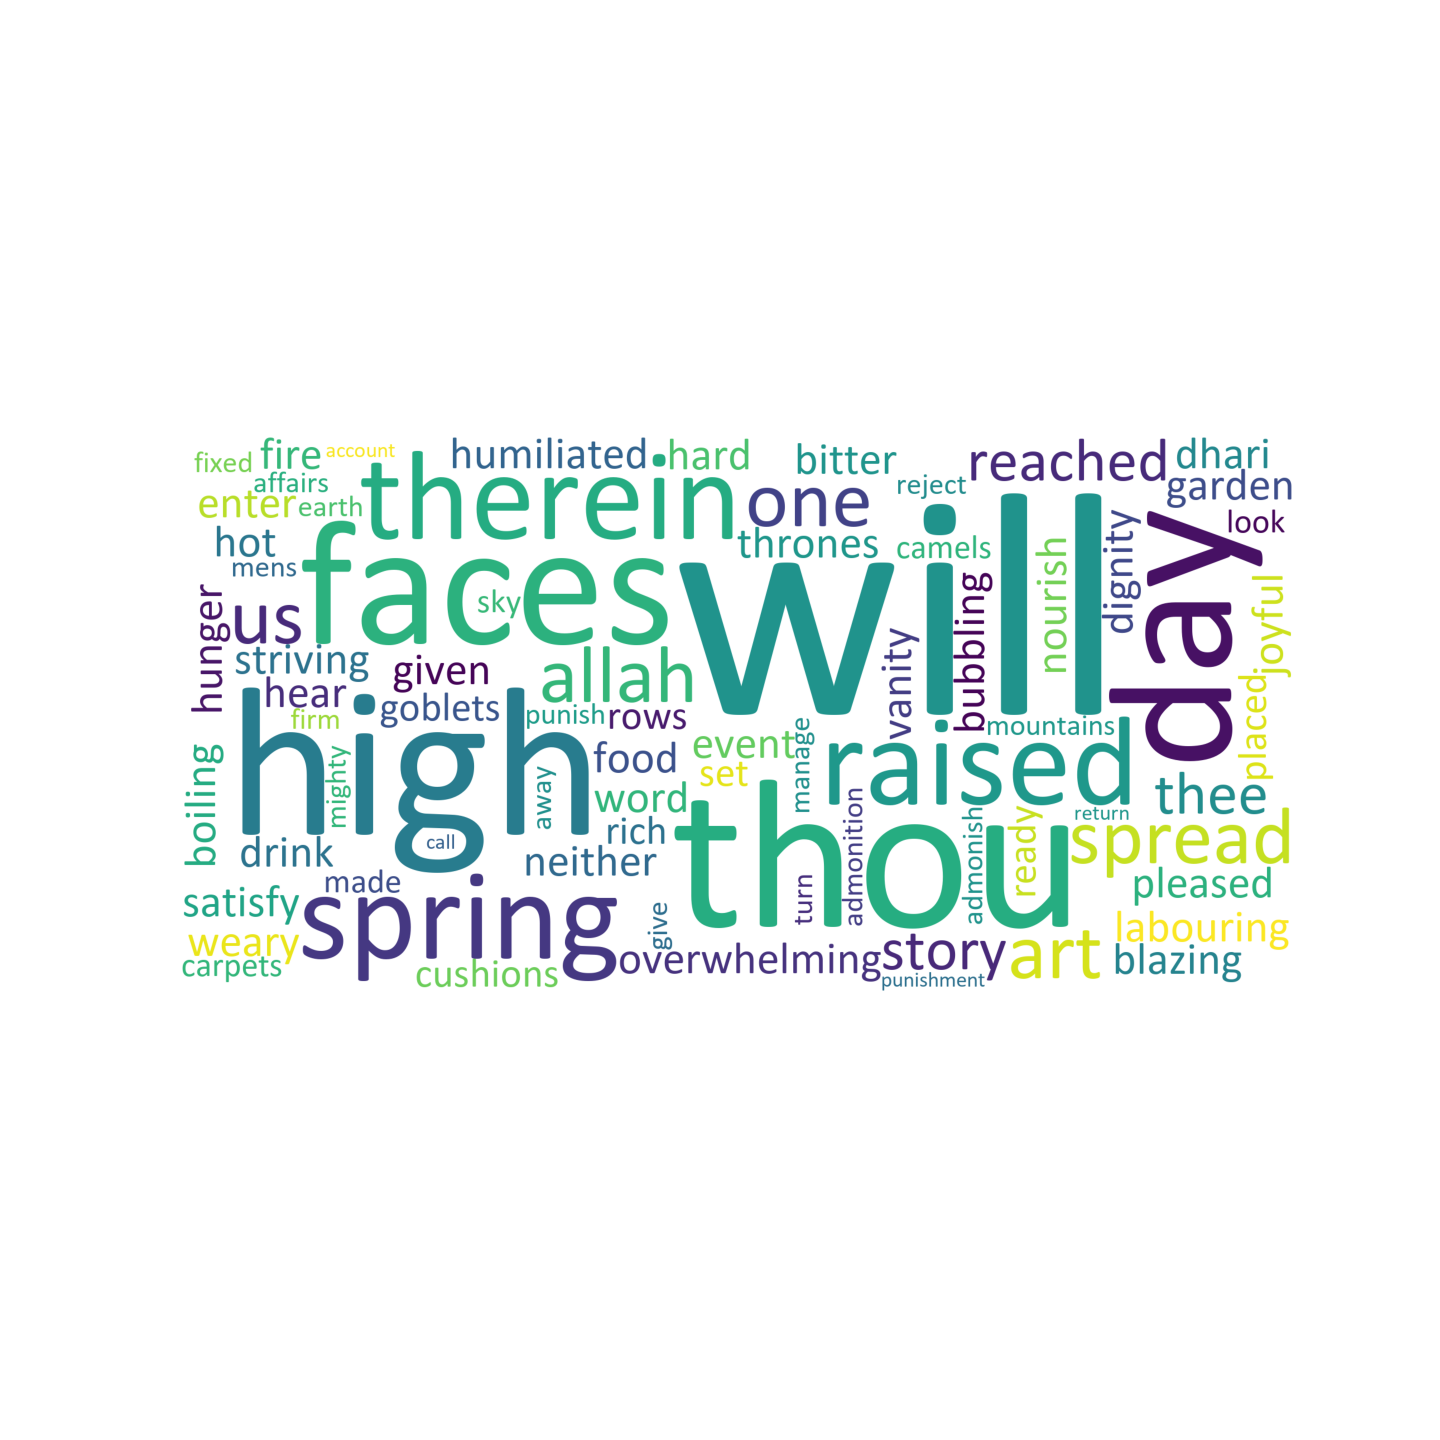 fixed
fire
account
humiliated
hard
bitter
reached
dhari
affairs
therein
one
reject
garden
enter
earth
look
hot
thrones
camels
mens
faces
sky
will
day
dignity
nourish
bubbling
joyful
hunger
us
striving
given
allah
vanity
hear
goblets
punish
rows
firm
placed
mountains
high
event
manage
raised
boiling
mighty
away
food
set
thee
word
call
rich
thou
admonition
admonish
ready
return
spread
drink
neither
made
turn
pleased
satisfy
spring
give
labouring
weary
overwhelming
story
art
blazing
carpets
cushions
punishment